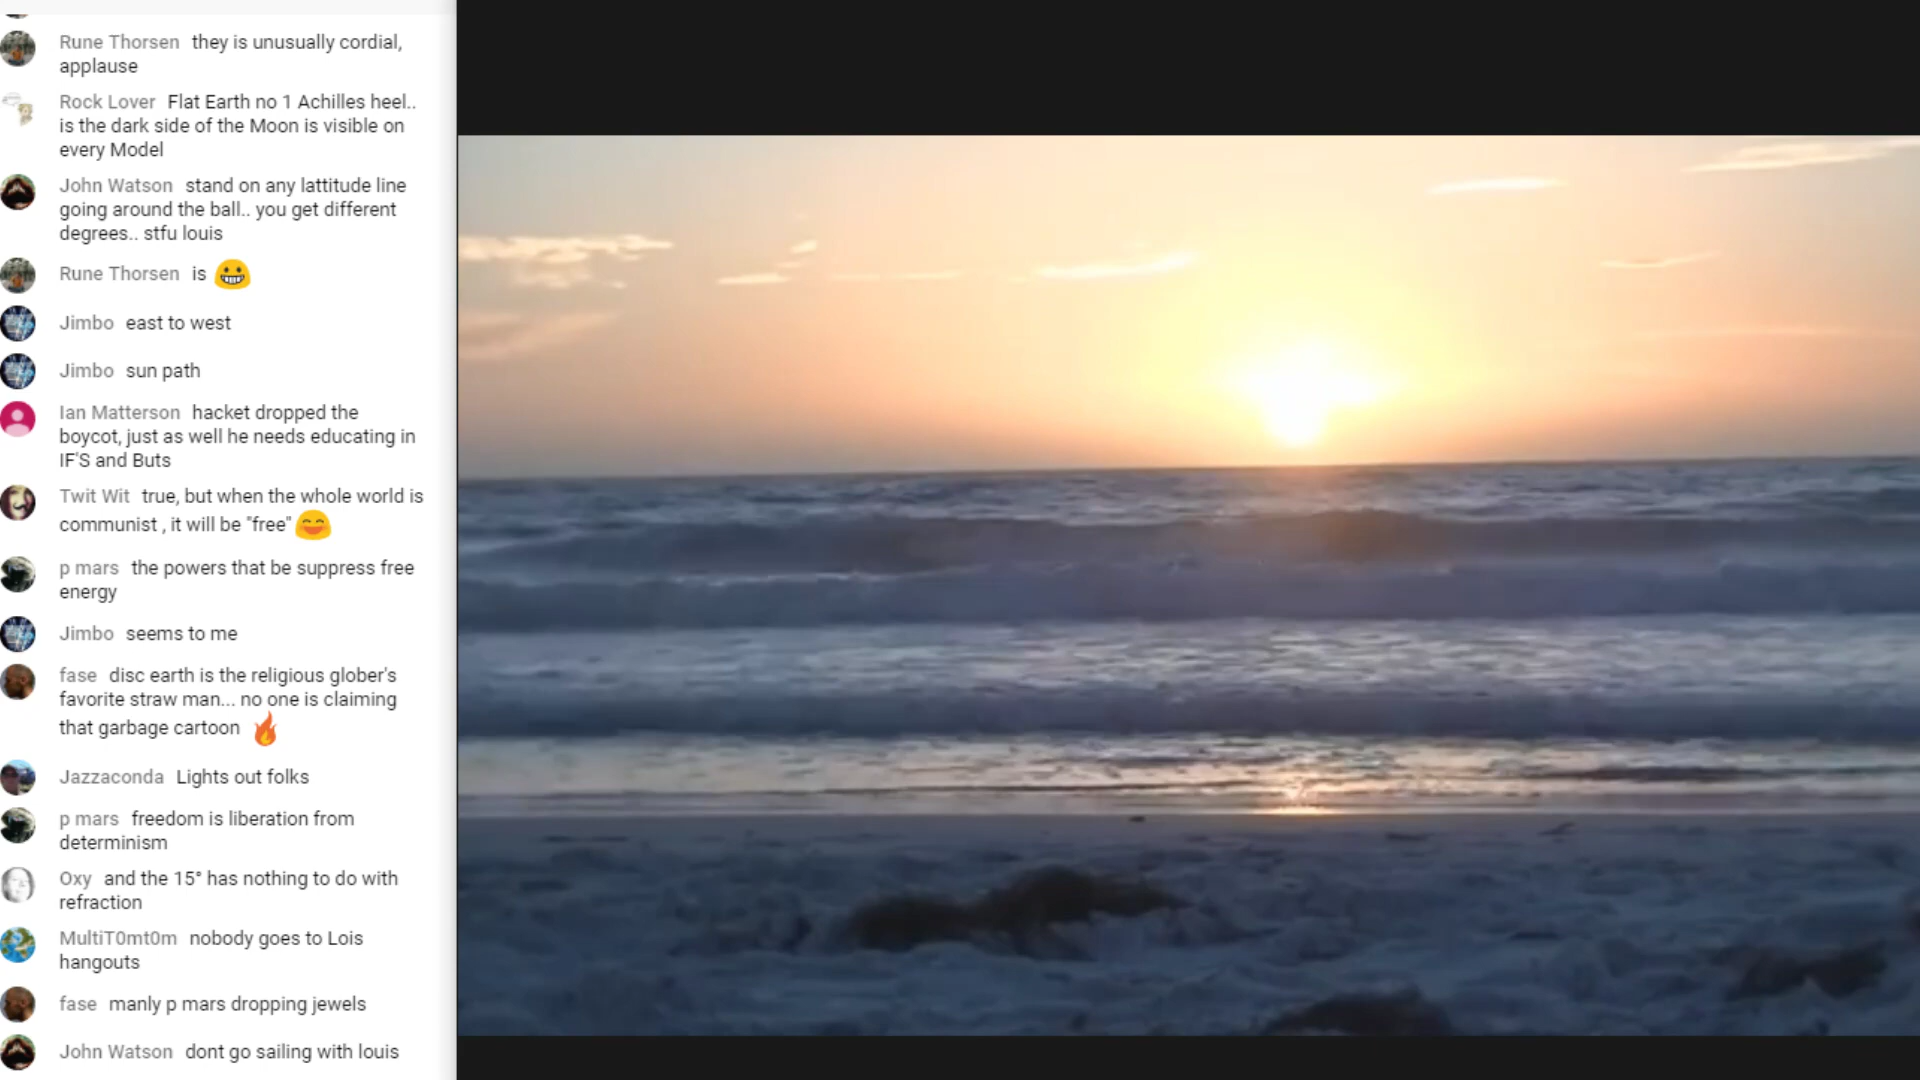 Rune Thorsen they is unusually cordial,
applause
Rock Lover Flat Earth no 1 Achilles heel..
is the dark side of the Moon is visible on
every Model
John Watson stand on any lattitude line
going around the ball.. you get different
degrees.. stfu louis
Rune Thorsen is 😀
Jimbo east to west
Jimbo sun path
Ian Matterson hacket dropped the
boycot, just as well he needs educating in
IF'S and Buts
Twit Wit true, but when the whole world is
communist , it will be "free" 😄
p mars the powers that be suppress free
energy
Jimbo seems to me
fase disc earth is the religious glober's
favorite straw man... no one is claiming
that garbage cartoon 🔥
Jazzaconda Lights out folks
p mars freedom is liberation from
determinism
Oxy and the 15° has nothing to do with
refraction
MultiT0mt0m nobody goes to Lois
hangouts
fase manly p mars dropping jewels
John Watson dont go sailing with louis